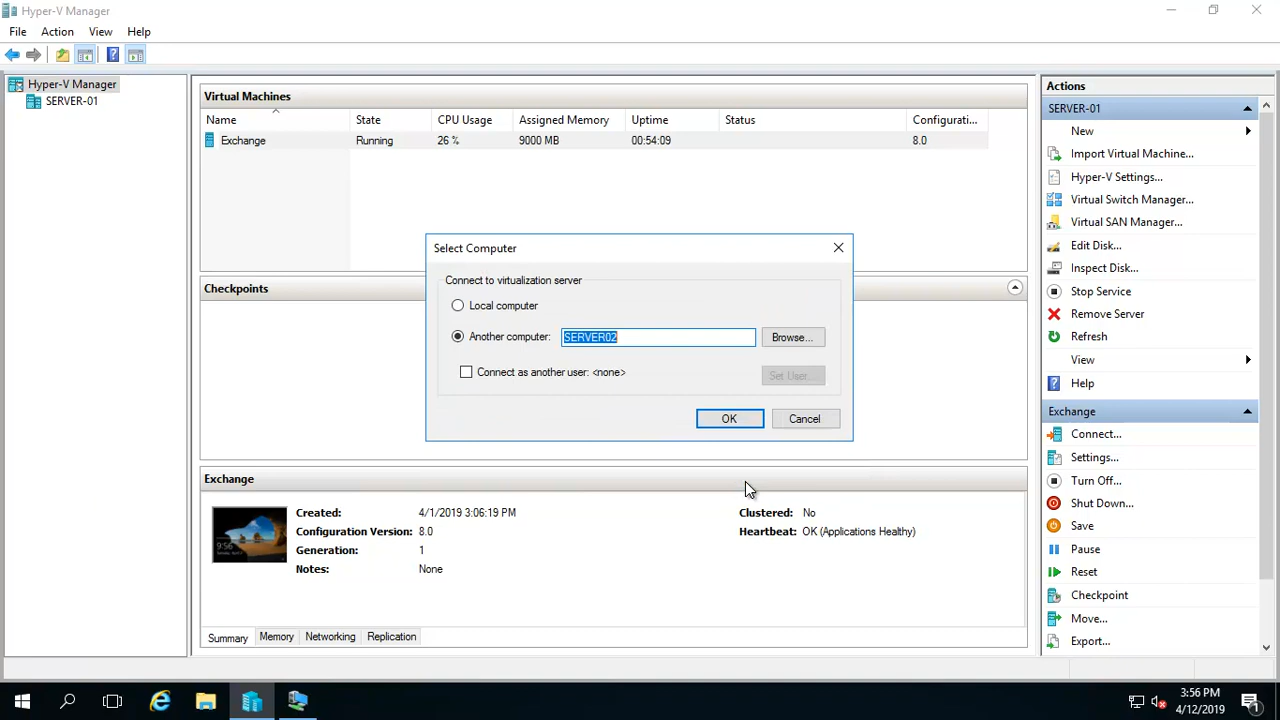 Hyper-V Manager
File Action View Help
Hyper-V Manager
SERVER-01
Virtual Machines
Name State CPU Usage Assigned Memory Uptime Status Configurati...
Exchange Running 26 % 9000 MB 00:54:09 8.0
Checkpoints
Select Computer
Connect to virtualization server
Local computer
Another computer: SERVER02 Browse...
Connect as another user: <none> Set User...
OK Cancel
Exchange
Created: 4/1/2019 3:06:19 PM Clustered: No
Configuration Version: 8.0 Heartbeat: OK (Applications Healthy)
Generation: 1
Notes: None
Summary Memory Networking Replication
Actions
SERVER-01
New
Import Virtual Machine...
Hyper-V Settings...
Virtual Switch Manager...
Virtual SAN Manager...
Edit Disk...
Inspect Disk...
Stop Service
Remove Server
Refresh
View
Help
Exchange
Connect...
Settings...
Turn Off...
Shut Down...
Save
Pause
Reset
Checkpoint
Move...
Export...
3:56 PM
4/12/2019
1